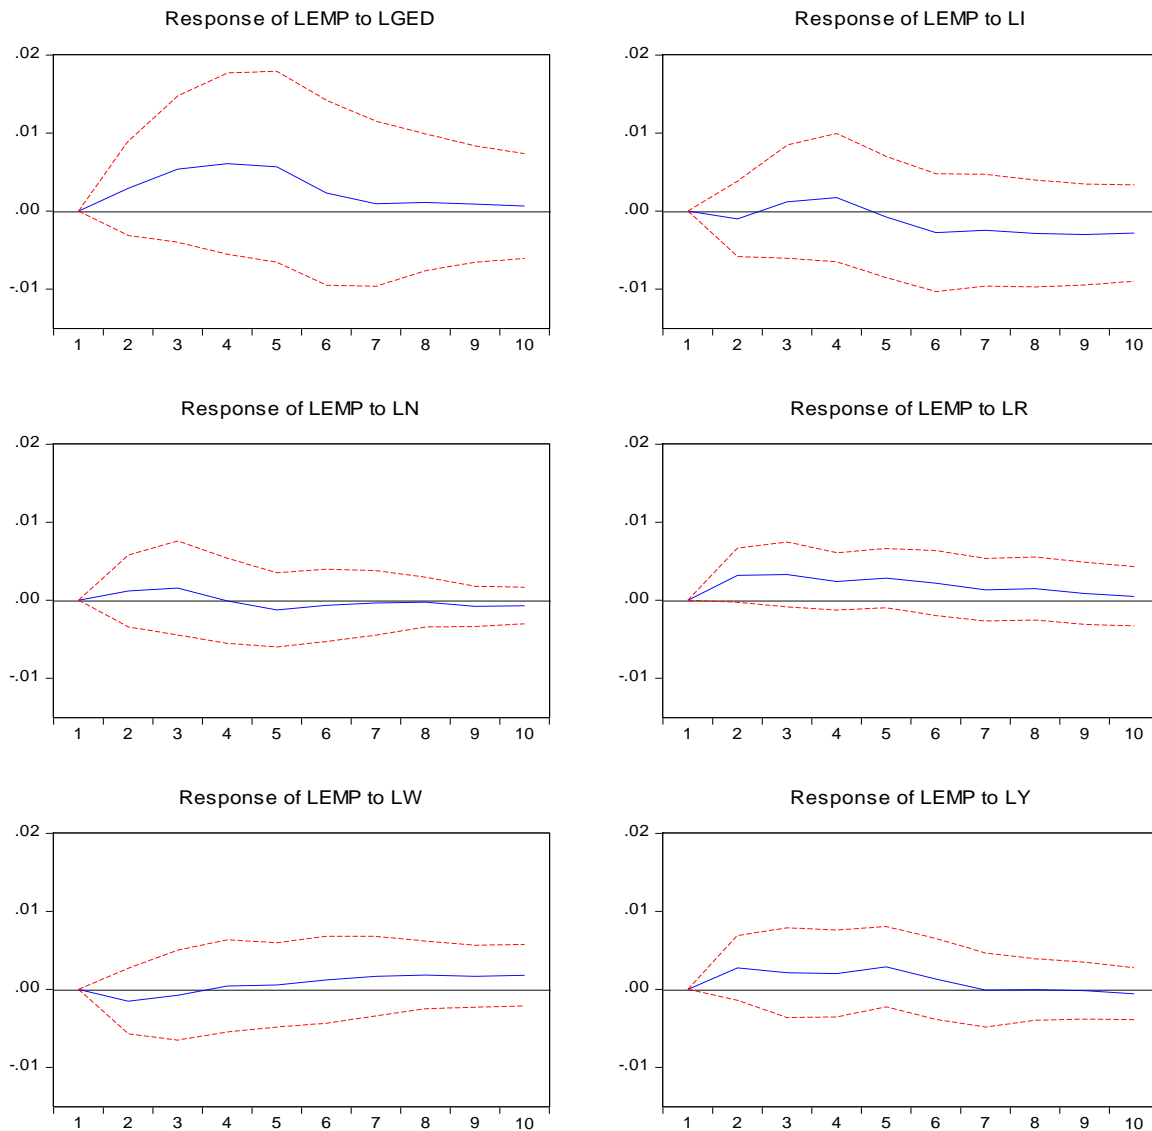 Response of LEMP to LGED
.02
.01
.00
-.01
1 2 3 4 5 6 7 8 9 10
Response of LEMP to LI
.02
.01
.00
-.01
1 2 3 4 5 6 7 8 9 10
Response of LEMP to LN
.02
.01
.00
-.01
1 2 3 4 5 6 7 8 9 10
Response of LEMP to LR
.02
.01
.00
-.01
1 2 3 4 5 6 7 8 9 10
Response of LEMP to LW
.02
.01
.00
-.01
1 2 3 4 5 6 7 8 9 10
Response of LEMP to LY
.02
.01
.00
-.01
1 2 3 4 5 6 7 8 9 10